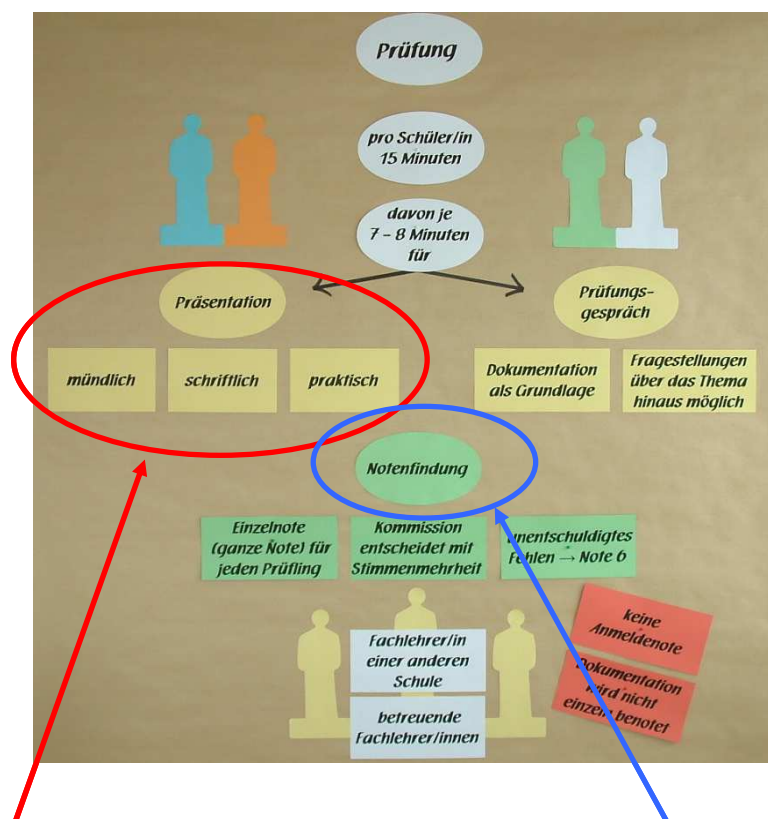 Prüfung
pro Schüler/in
15 Minuten
davon je
7 – 8 Minuten
für
Präsentation
mündlich
schriftlich
praktisch
Prüfungs-
gespräch
Dokumentation
als Grundlage
Fragestellungen
über das Thema
hinaus möglich
Notenfindung
Einzelnote
(ganze Note) für
jeden Prüfling
Kommission
entscheidet mit
Stimmenmehrheit
unentschuldigtes
Fehlen → Note 6
keine
Anmeldenote
Dokumentation
wird nicht
einzeln benotet
Fachlehrer/in
einer anderen
Schule
betreuende
Fachlehrer/innen